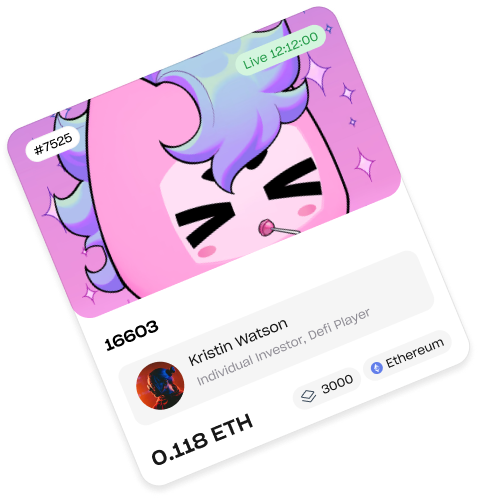 Live 12:12:00
#7525
16603
Kristin Watson
Individual Investor, Defi Player
0.118 ETH
3000
Ethereum